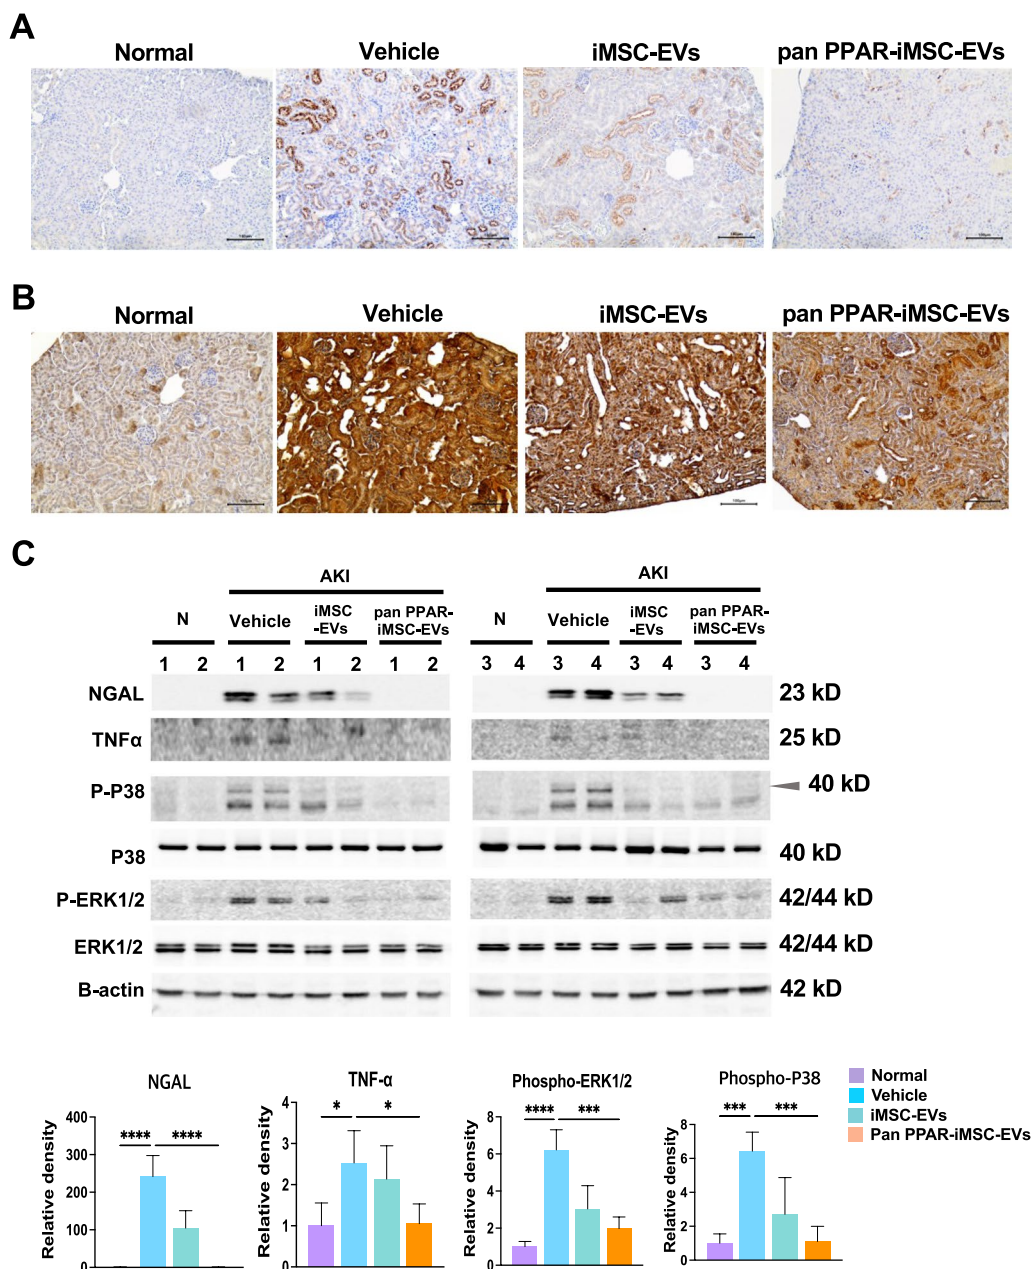 A
Normal Vehicle iMSC-EVs pan PPAR-iMSC-EVs
B
Normal Vehicle iMSC-EVs pan PPAR-iMSC-EVs
100μm
C
AKI AKI
N Vehicle iMSC
-EVs pan PPAR-
iMSC-EVs N Vehicle iMSC
-EVs pan PPAR-
iMSC-EVs
1 2 1 2 1 2 1 2 3 4 3 4 3 4 3 4
NGAL 23 kD
TNFα 25 kD
P-P38 40 kD
P38 40 kD
P-ERK1/2 42/44 kD
ERK1/2 42/44 kD
B-actin 42 kD
NGAL
Relative density
400
300
200
100
0
**** ****
TNF-α
Relative density
4
3
2
1
0
* *
Phospho-ERK1/2
Relative density
8
6
4
2
0
**** ***
Phospho-P38
Relative density
8
6
4
2
0
*** ***
Normal
Vehicle
iMSC-EVs
Pan PPAR-iMSC-EVs